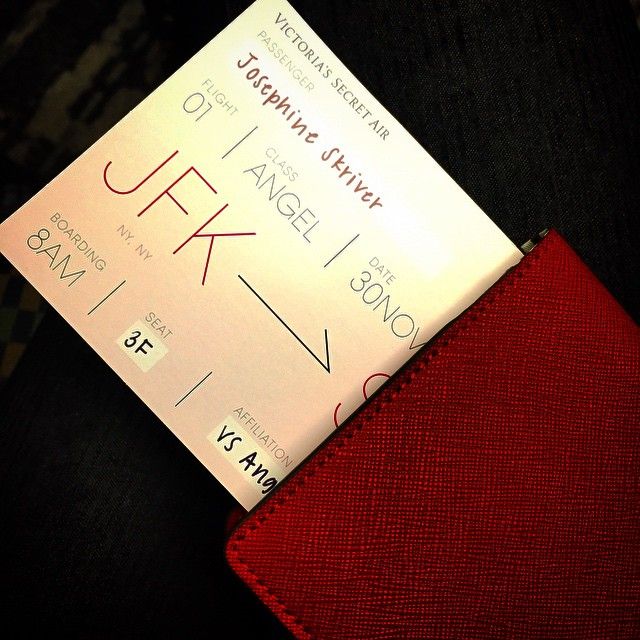 VICTORIA'S SECRET AIR
PASSENGER
Josephine Skriver
FLIGHT
01
CLASS
ANGEL
DATE
30NOV
JFK
NY, NY
BOARDING
8AM
SEAT
3F
AFFILIATION
VS Ang